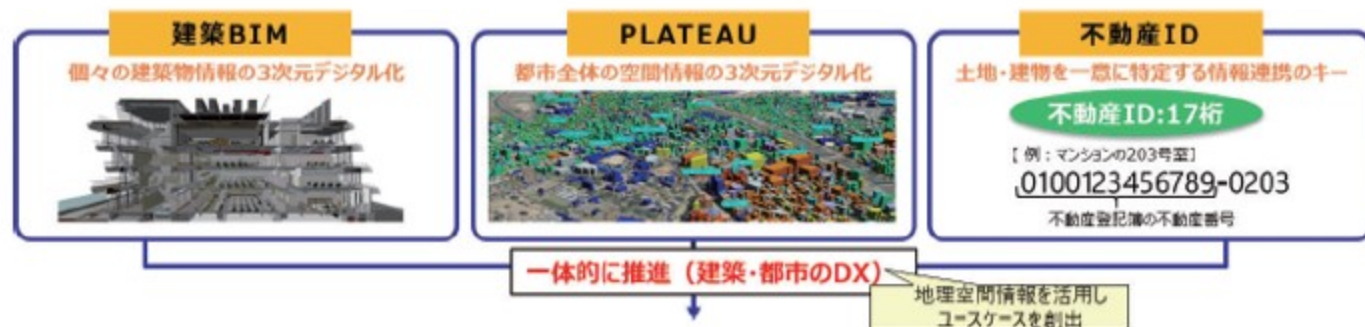 建築BIM
個々の建築物情報の3次元デジタル化
PLATEAU
都市全体の空間情報の3次元デジタル化
不動産ID
土地・建物を一意に特定する情報連携のキー
不動産ID:17桁
[例:マンションの203号室]
0100123456789-0203
不動産登記簿の不動産番号
一体的に推進(建築・都市のDX)
地理空間情報を活用し
ユースケースを創出